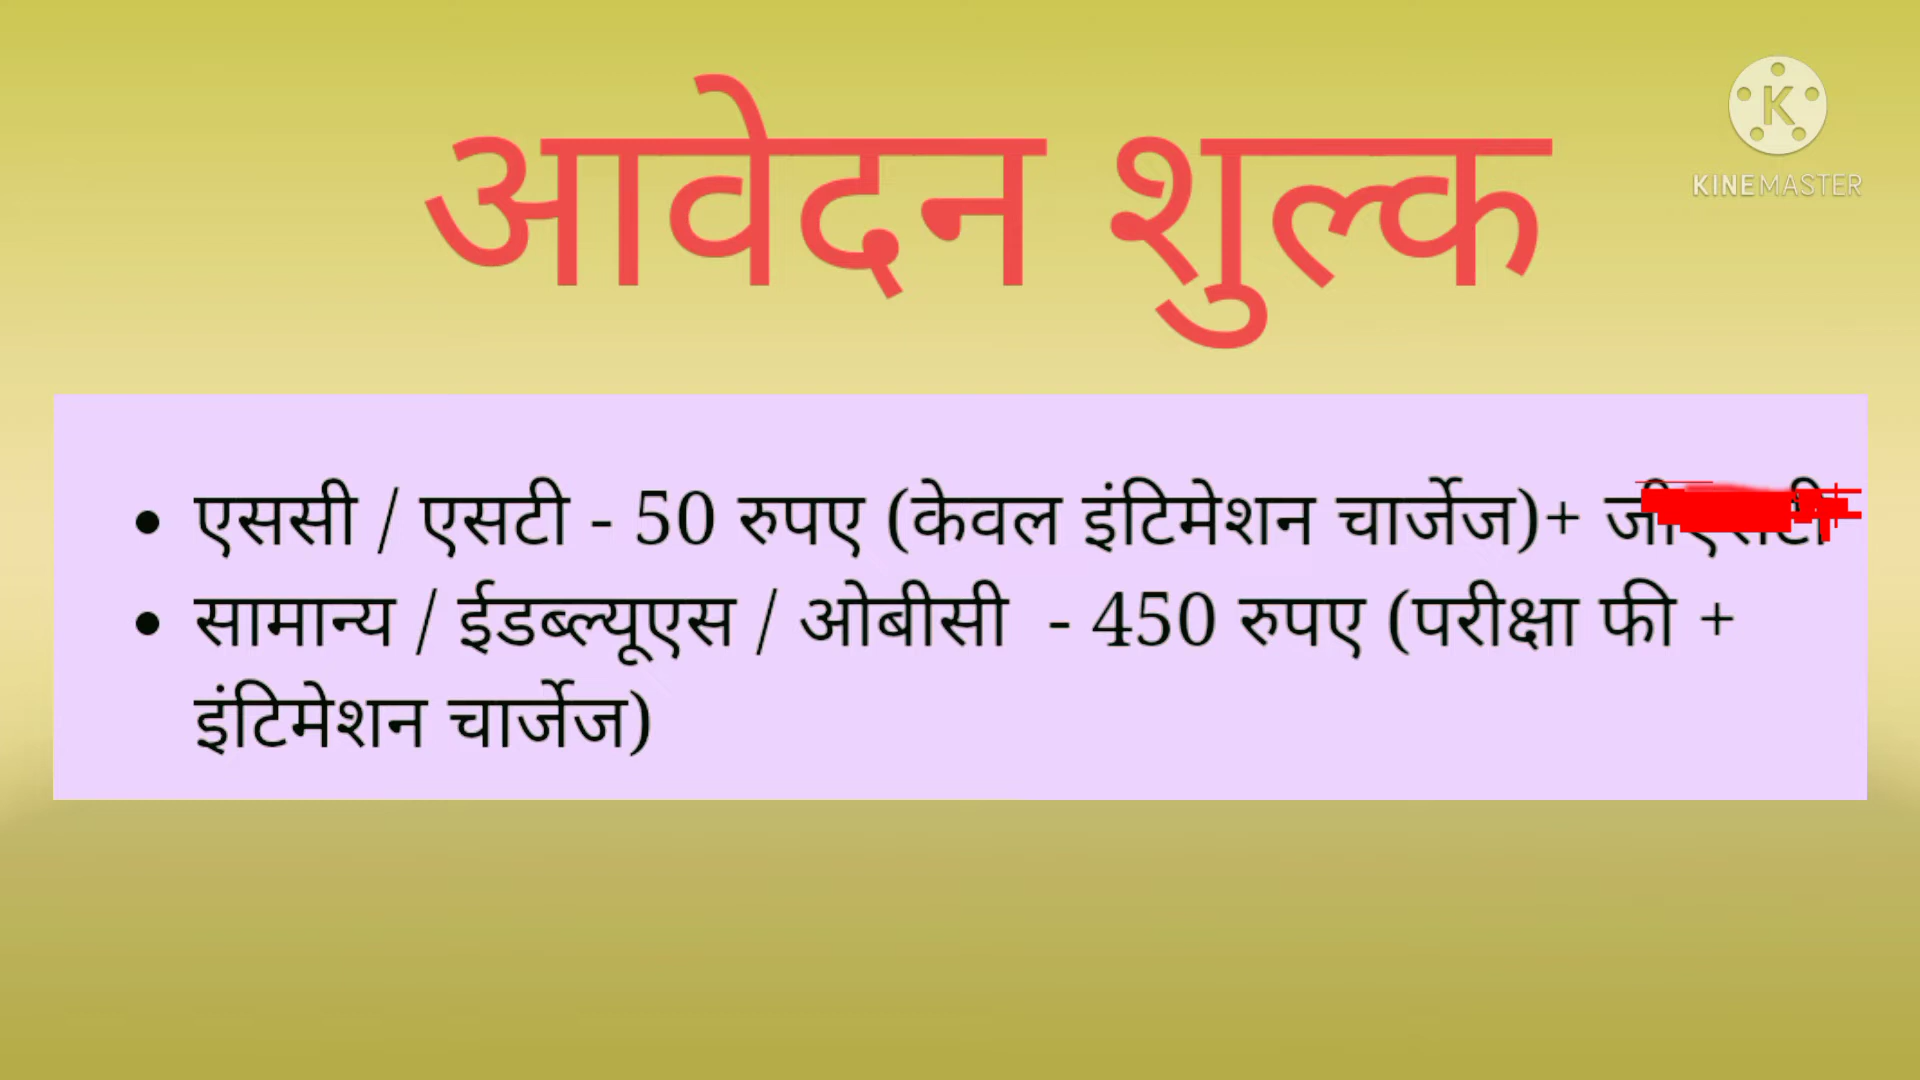 आवेदन शुल्क
KINEMASTER
• एससी / एसटी - 50 रुपए (केवल इंटिमेशन चार्जेज)+
• सामान्य / ईडब्ल्यूएस / ओबीसी - 450 रुपए (परीक्षा फी +
इंटिमेशन चार्जेज)